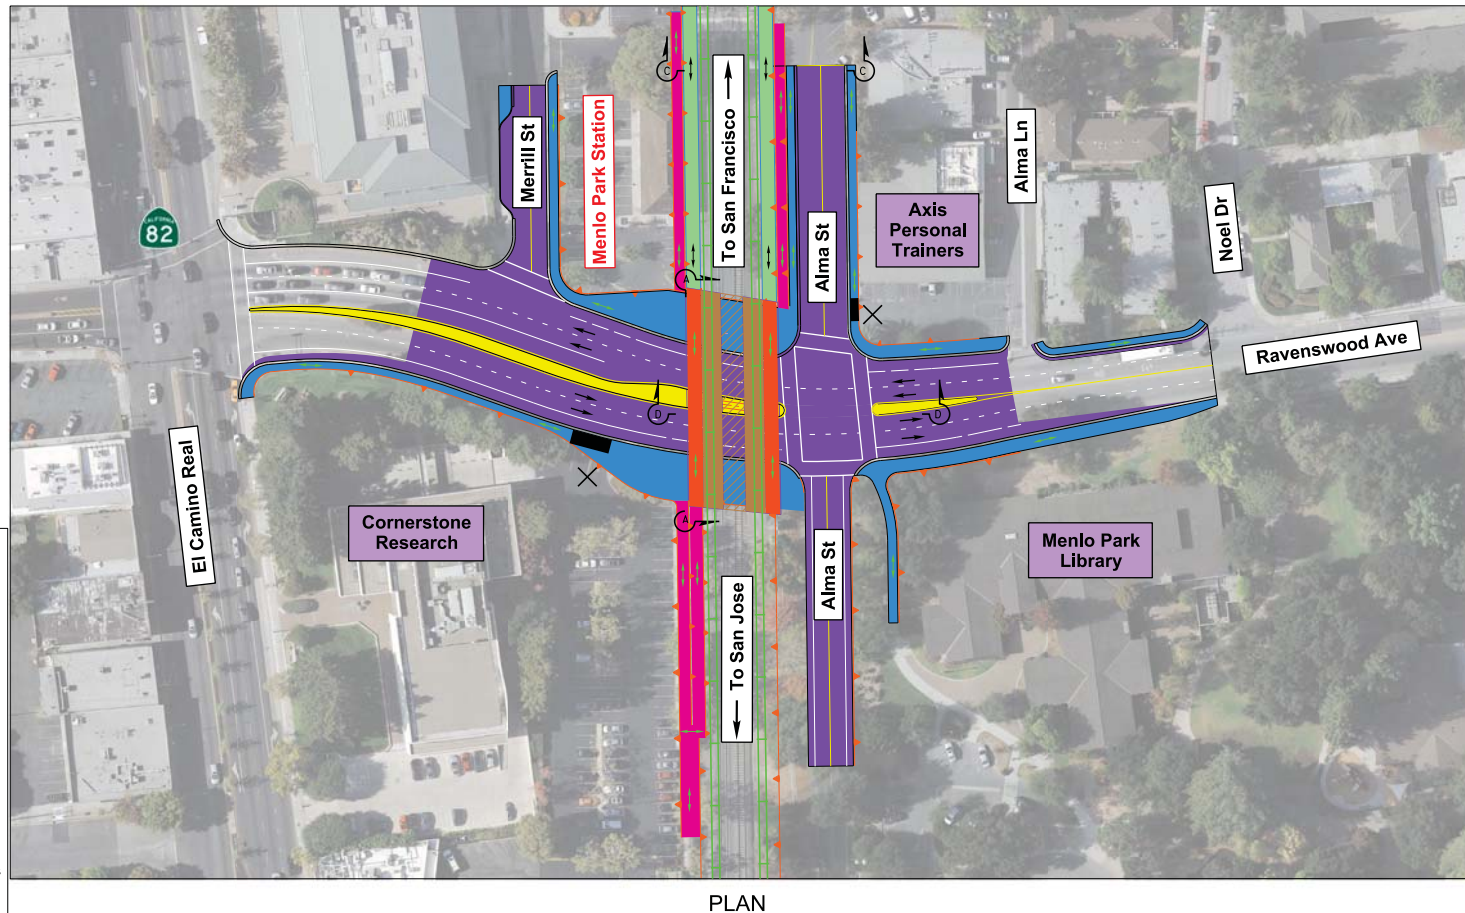 C
C
To San Francisco
Merrill St
Menlo Park Station
Alma Ln
CALIFORNIA
82
Axis
Personal
Trainers
Noel Dr
Alma St
A
Ravenswood Ave
D
D
El Camino Real
Cornerstone
Research
A
Alma St
Menlo Park
Library
To San Jose
PLAN